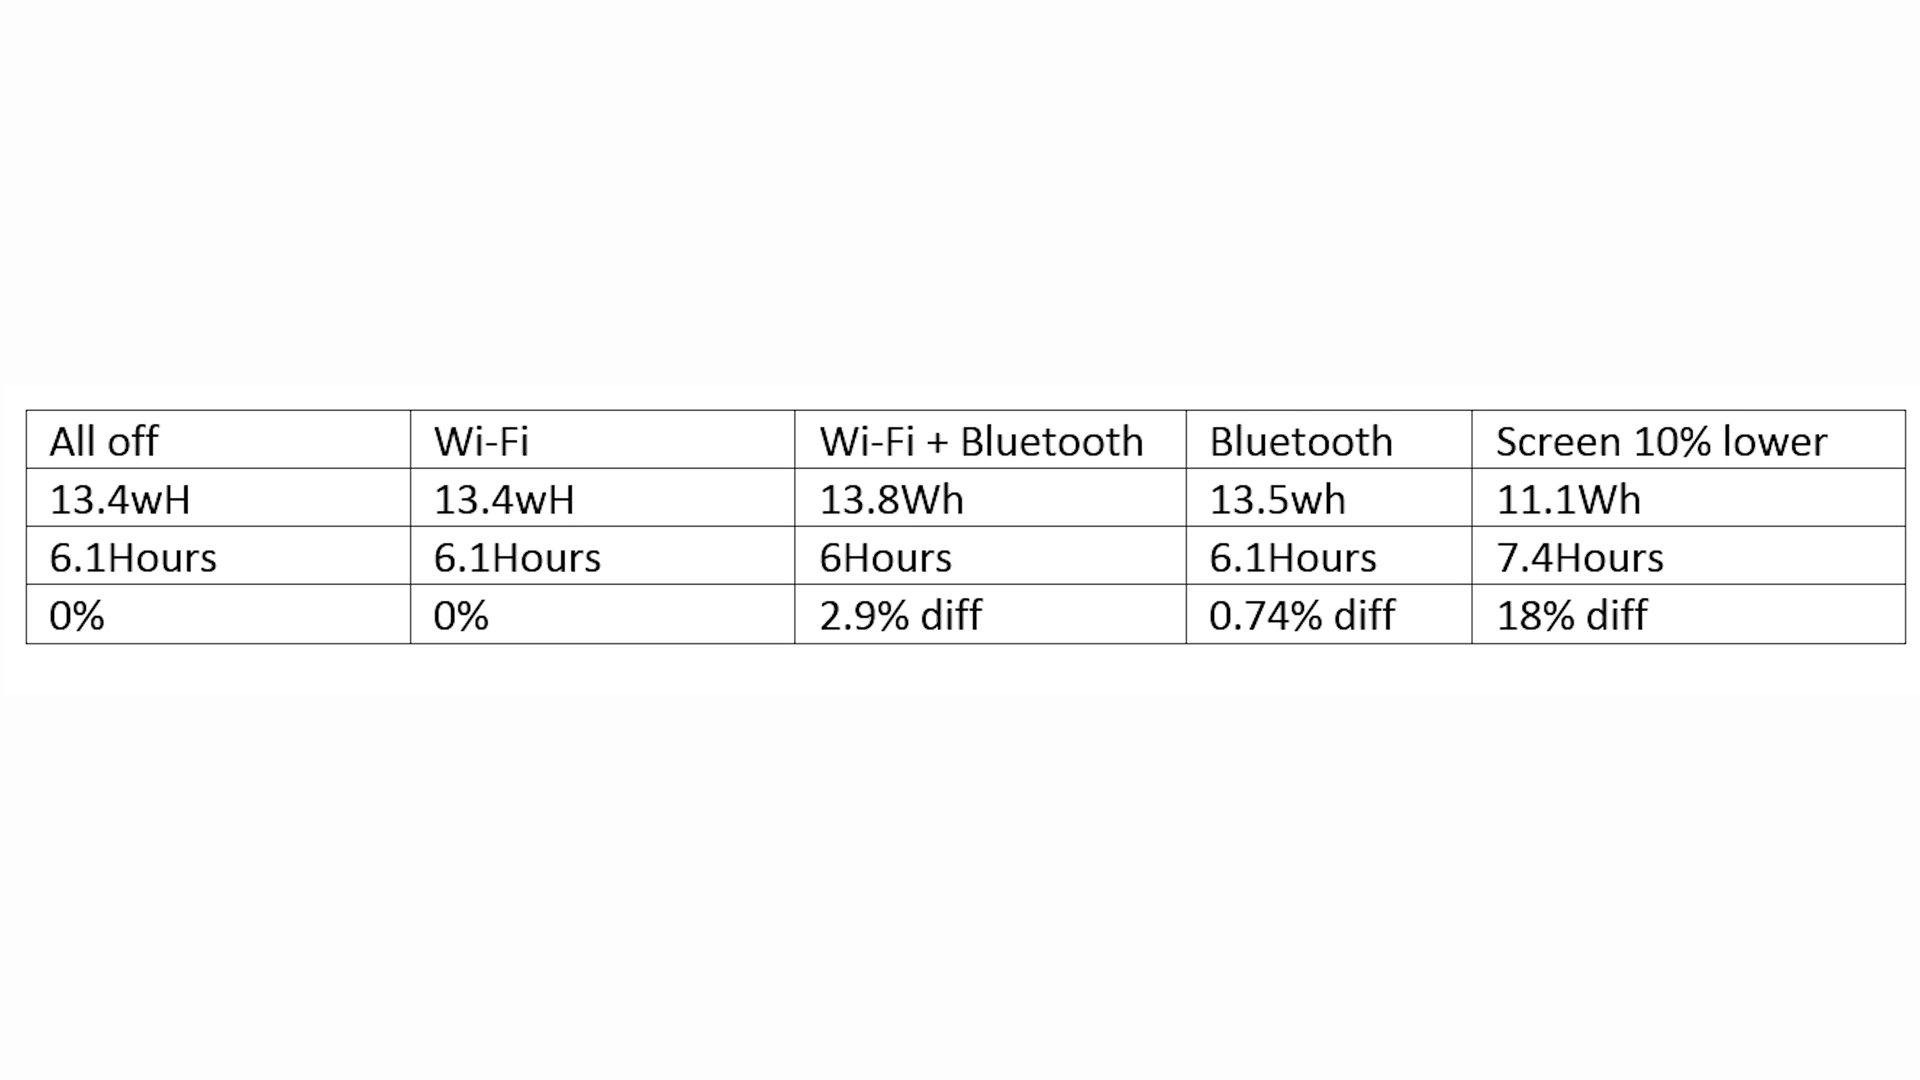 All off Wi-Fi Wi-Fi + Bluetooth Bluetooth Screen 10% lower
13.4wH 13.4wH 13.8Wh 13.5wh 11.1Wh
6.1Hours 6.1Hours 6Hours 6.1Hours 7.4Hours
0% 0% 2.9% diff 0.74% diff 18% diff